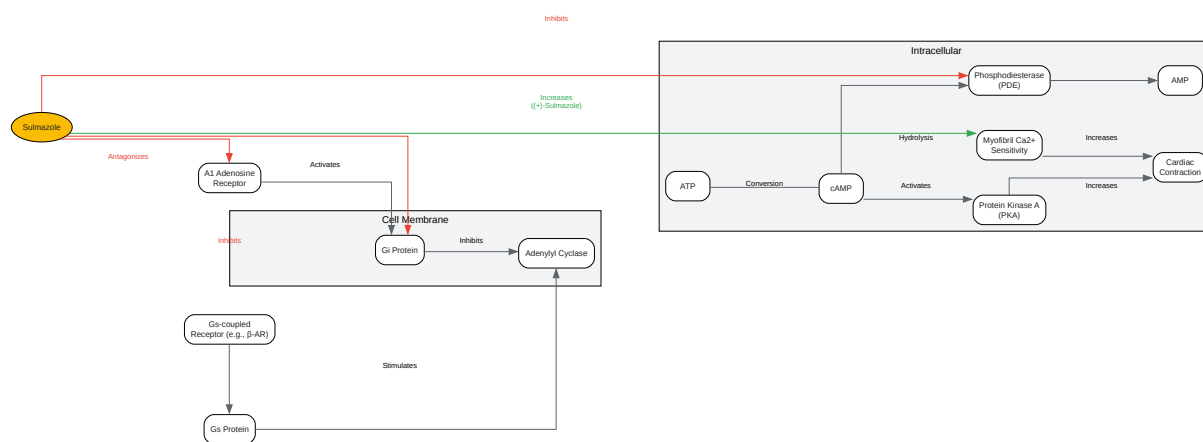 Inhibits
Intracellular
Phosphodiesterase
(PDE)
AMP
Increases
((+)-Sulmazole)
Sulmazole
Hydrolysis
Myofibril Ca2+
Sensitivity
Increases
Antagonizes
A1 Adenosine
Receptor
Activates
Cardiac
Contraction
ATP
Conversion
cAMP
Activates
Increases
Protein Kinase A
(PKA)
Cell Membrane
Inhibits
Gi Protein
Inhibits
Adenylyl Cyclase
Gs-coupled
Receptor (e.g., β-AR)
Stimulates
Gs Protein